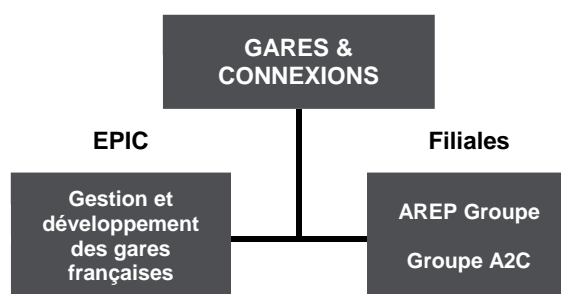 GARES &
CONNEXIONS
EPIC
Filiales
Gestion et
développement
des gares
françaises
AREP Groupe
Groupe A2C